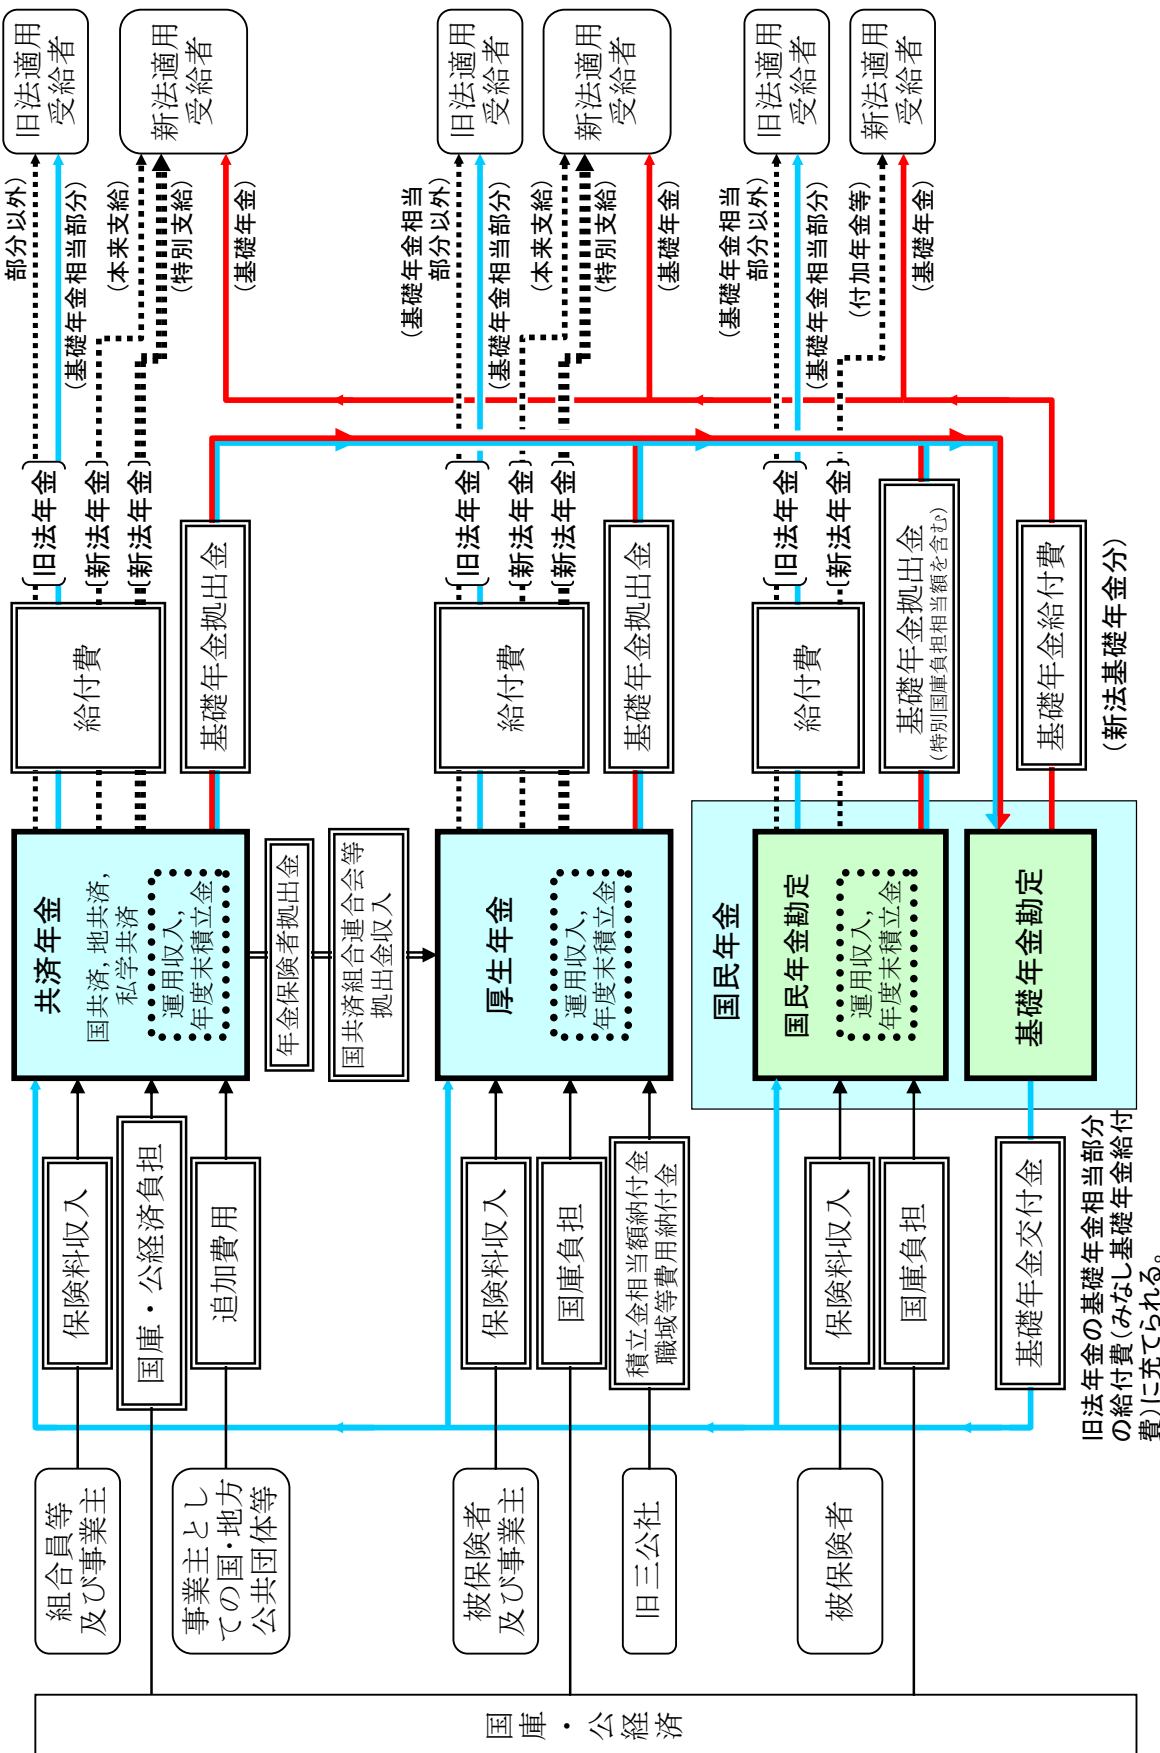 国庫・公経済
組合員等
及び事業主
事業主とし
ての国・地方
公共団体等
被保険者
及び事業主
旧三公社
被保険者
保険料収入
国庫・公経済負担
追加費用
保険料収入
国庫負担
積立金相当額納付金
職域等費用納付金
保険料収入
国庫負担
基礎年金交付金
旧法年金の基礎年金相当部分
の給付費(みなし基礎年金給付
費)に充てられる。
共済年金
国共済, 地共済,
私学共済
運用収入,
年度末積立金
年金保険者拠出金
国共済組合連合会等
拠出金収入
厚生年金
運用収入,
年度末積立金
国民年金
国民年金勘定
運用収入,
年度末積立金
基礎年金勘定
給付費
基礎年金拠出金
給付費
基礎年金拠出金
給付費
基礎年金拠出金
(特別国庫負担相当額を含む)
基礎年金給付費
(新法基礎年金分)
旧法年金
新法年金
新法年金
旧法年金
新法年金
新法年金
旧法年金
新法年金
部分以外)
(基礎年金相当部分)
(本来支給)
(特別支給)
(基礎年金)
(基礎年金相当
部分以外)
(基礎年金相当部分)
(本来支給)
(特別支給)
(基礎年金)
(基礎年金相当
部分以外)
(基礎年金相当部分)
(付加年金等)
(基礎年金)
旧法適用
受給者
新法適用
受給者
旧法適用
受給者
新法適用
受給者
旧法適用
受給者
新法適用
受給者